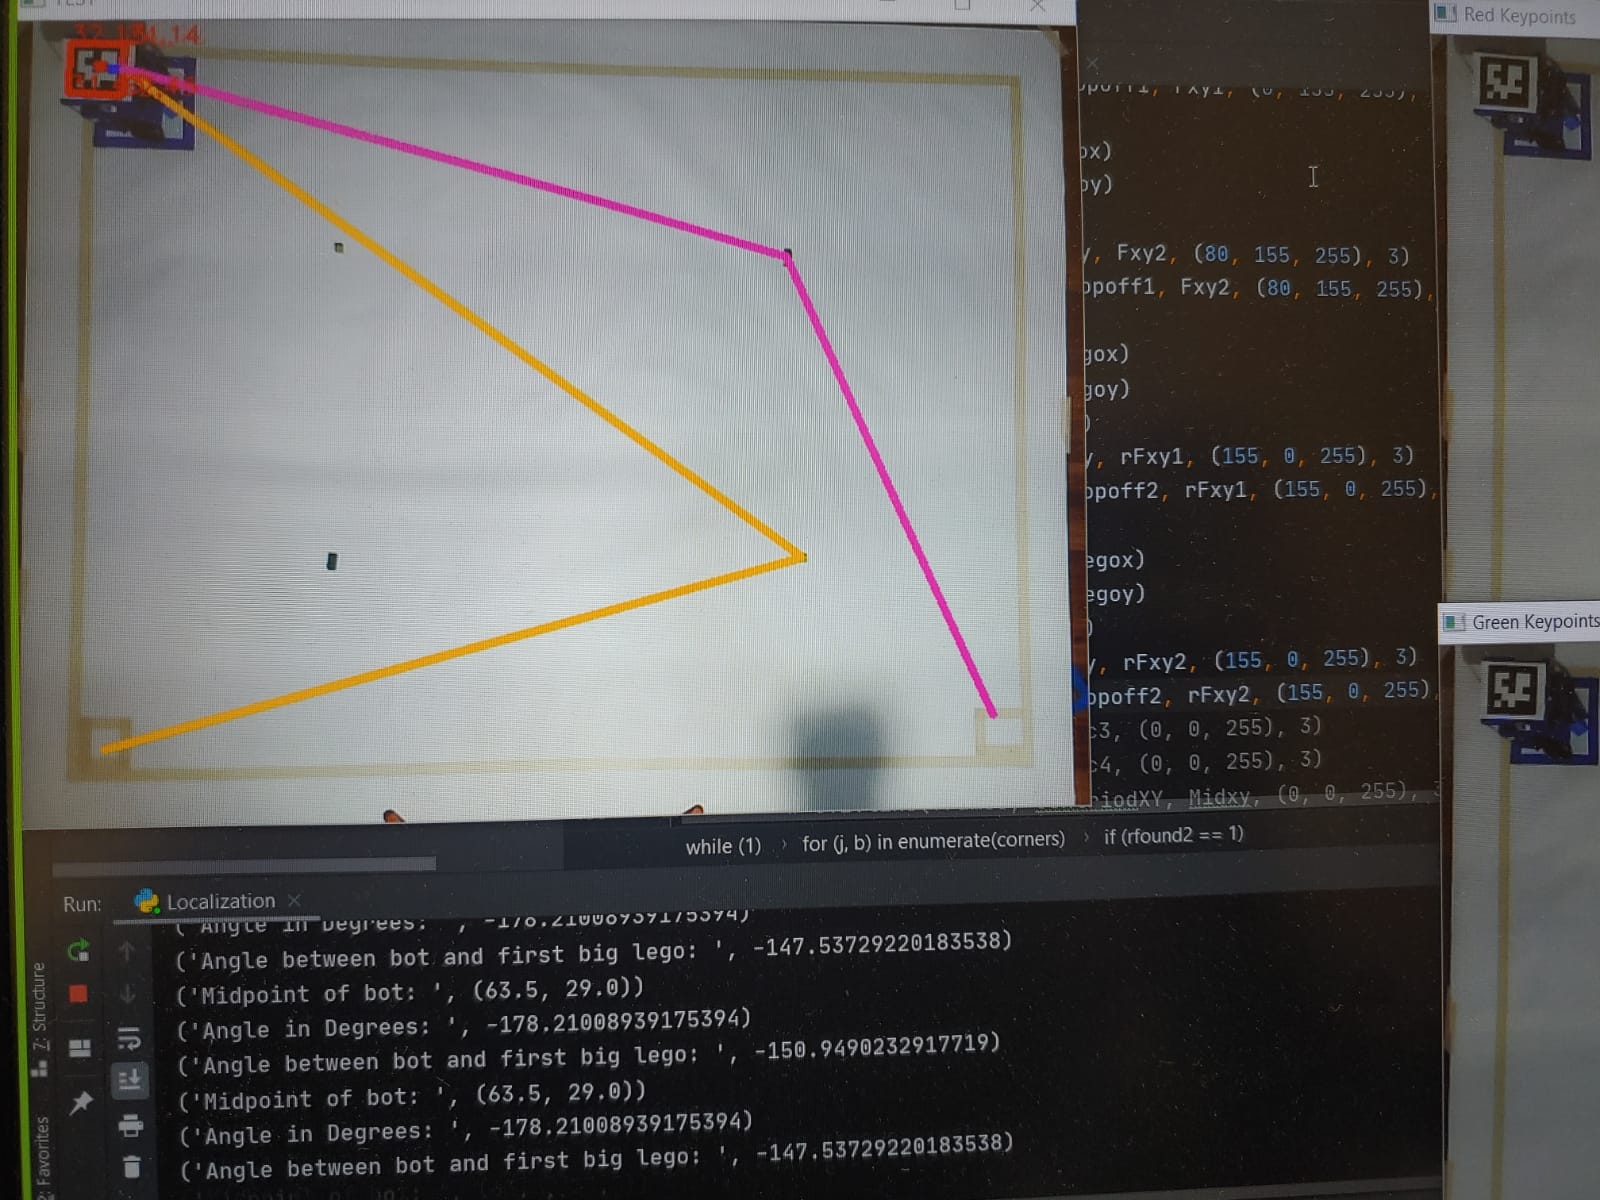 TEST
Red Keypoints
px)
py)
y, Fxy2, (80, 155, 255), 3)
ppoff1, Fxy2, (80, 155, 255),
gox)
goy)
)
y, rFxy1, (155, 0, 255), 3)
ppoff2, rFxy1, (155, 0, 255),
egox)
egoy)
)
Green Keypoints
y, rFxy2, (155, 0, 255), 3)
ppoff2, rFxy2, (155, 0, 255),
c3, (0, 0, 255), 3)
c4, (0, 0, 255), 3)
riodXY, Midxy, (0, 0, 255), 3
while (1) › for (j, b) in enumerate(corners) › if (rfound2 == 1)
Run: Localization
('Angle in Degrees: ', -178.21008939175394)
('Angle between bot and first big lego: ', -147.53729220183538)
('Midpoint of bot: ', (63.5, 29.0))
('Angle in Degrees: ', -178.21008939175394)
('Angle between bot and first big lego: ', -150.9490232917719)
('Midpoint of bot: ', (63.5, 29.0))
('Angle in Degrees: ', -178.21008939175394)
('Angle between bot and first big lego: ', -147.53729220183538)
7: Structure
2: Favorites